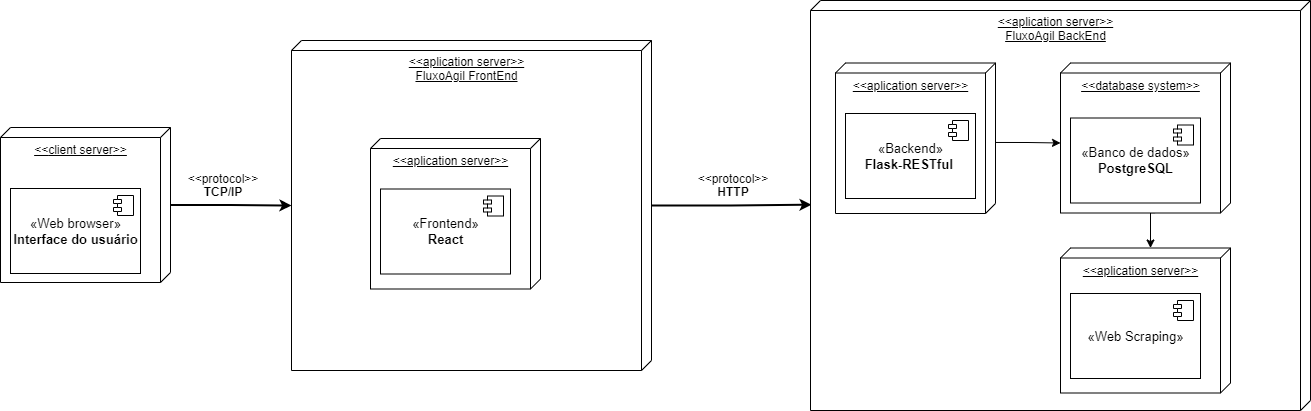 <<client server>>
«Web browser»
Interface do usuário
<<protocol>>
TCP/IP
<<aplication server>>
FluxoAgil FrontEnd
<<aplication server>>
«Frontend»
React
<<protocol>>
HTTP
<<aplication server>>
FluxoAgil BackEnd
<<aplication server>>
«Backend»
Flask-RESTful
<<database system>>
«Banco de dados»
PostgreSQL
<<aplication server>>
«Web Scraping»